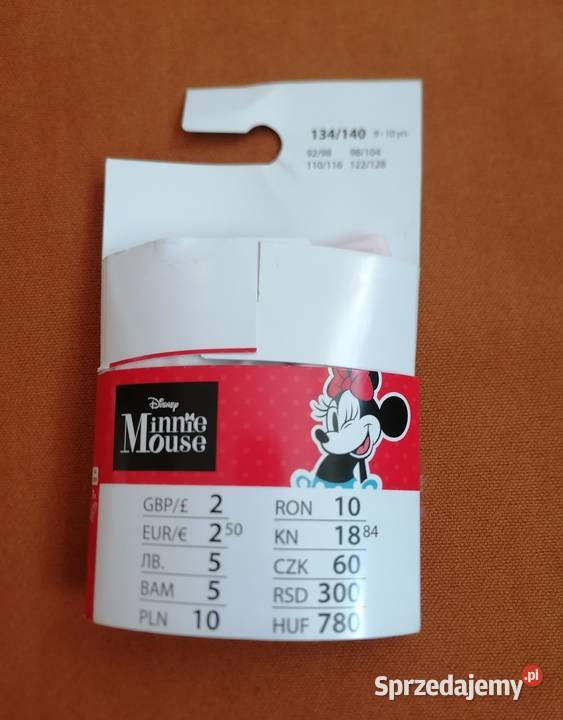 134/140 9 - 10 yrs
92/98 98/104
110/116 122/128
Disney
Minnie
Mouse
GBP/£ 2
EUR/€ 2 50
ЛВ. 5
BAM 5
PLN 10
RON 10
KN 18 84
CZK 60
RSD 300
HUF 780
Sprzedajemy.pl